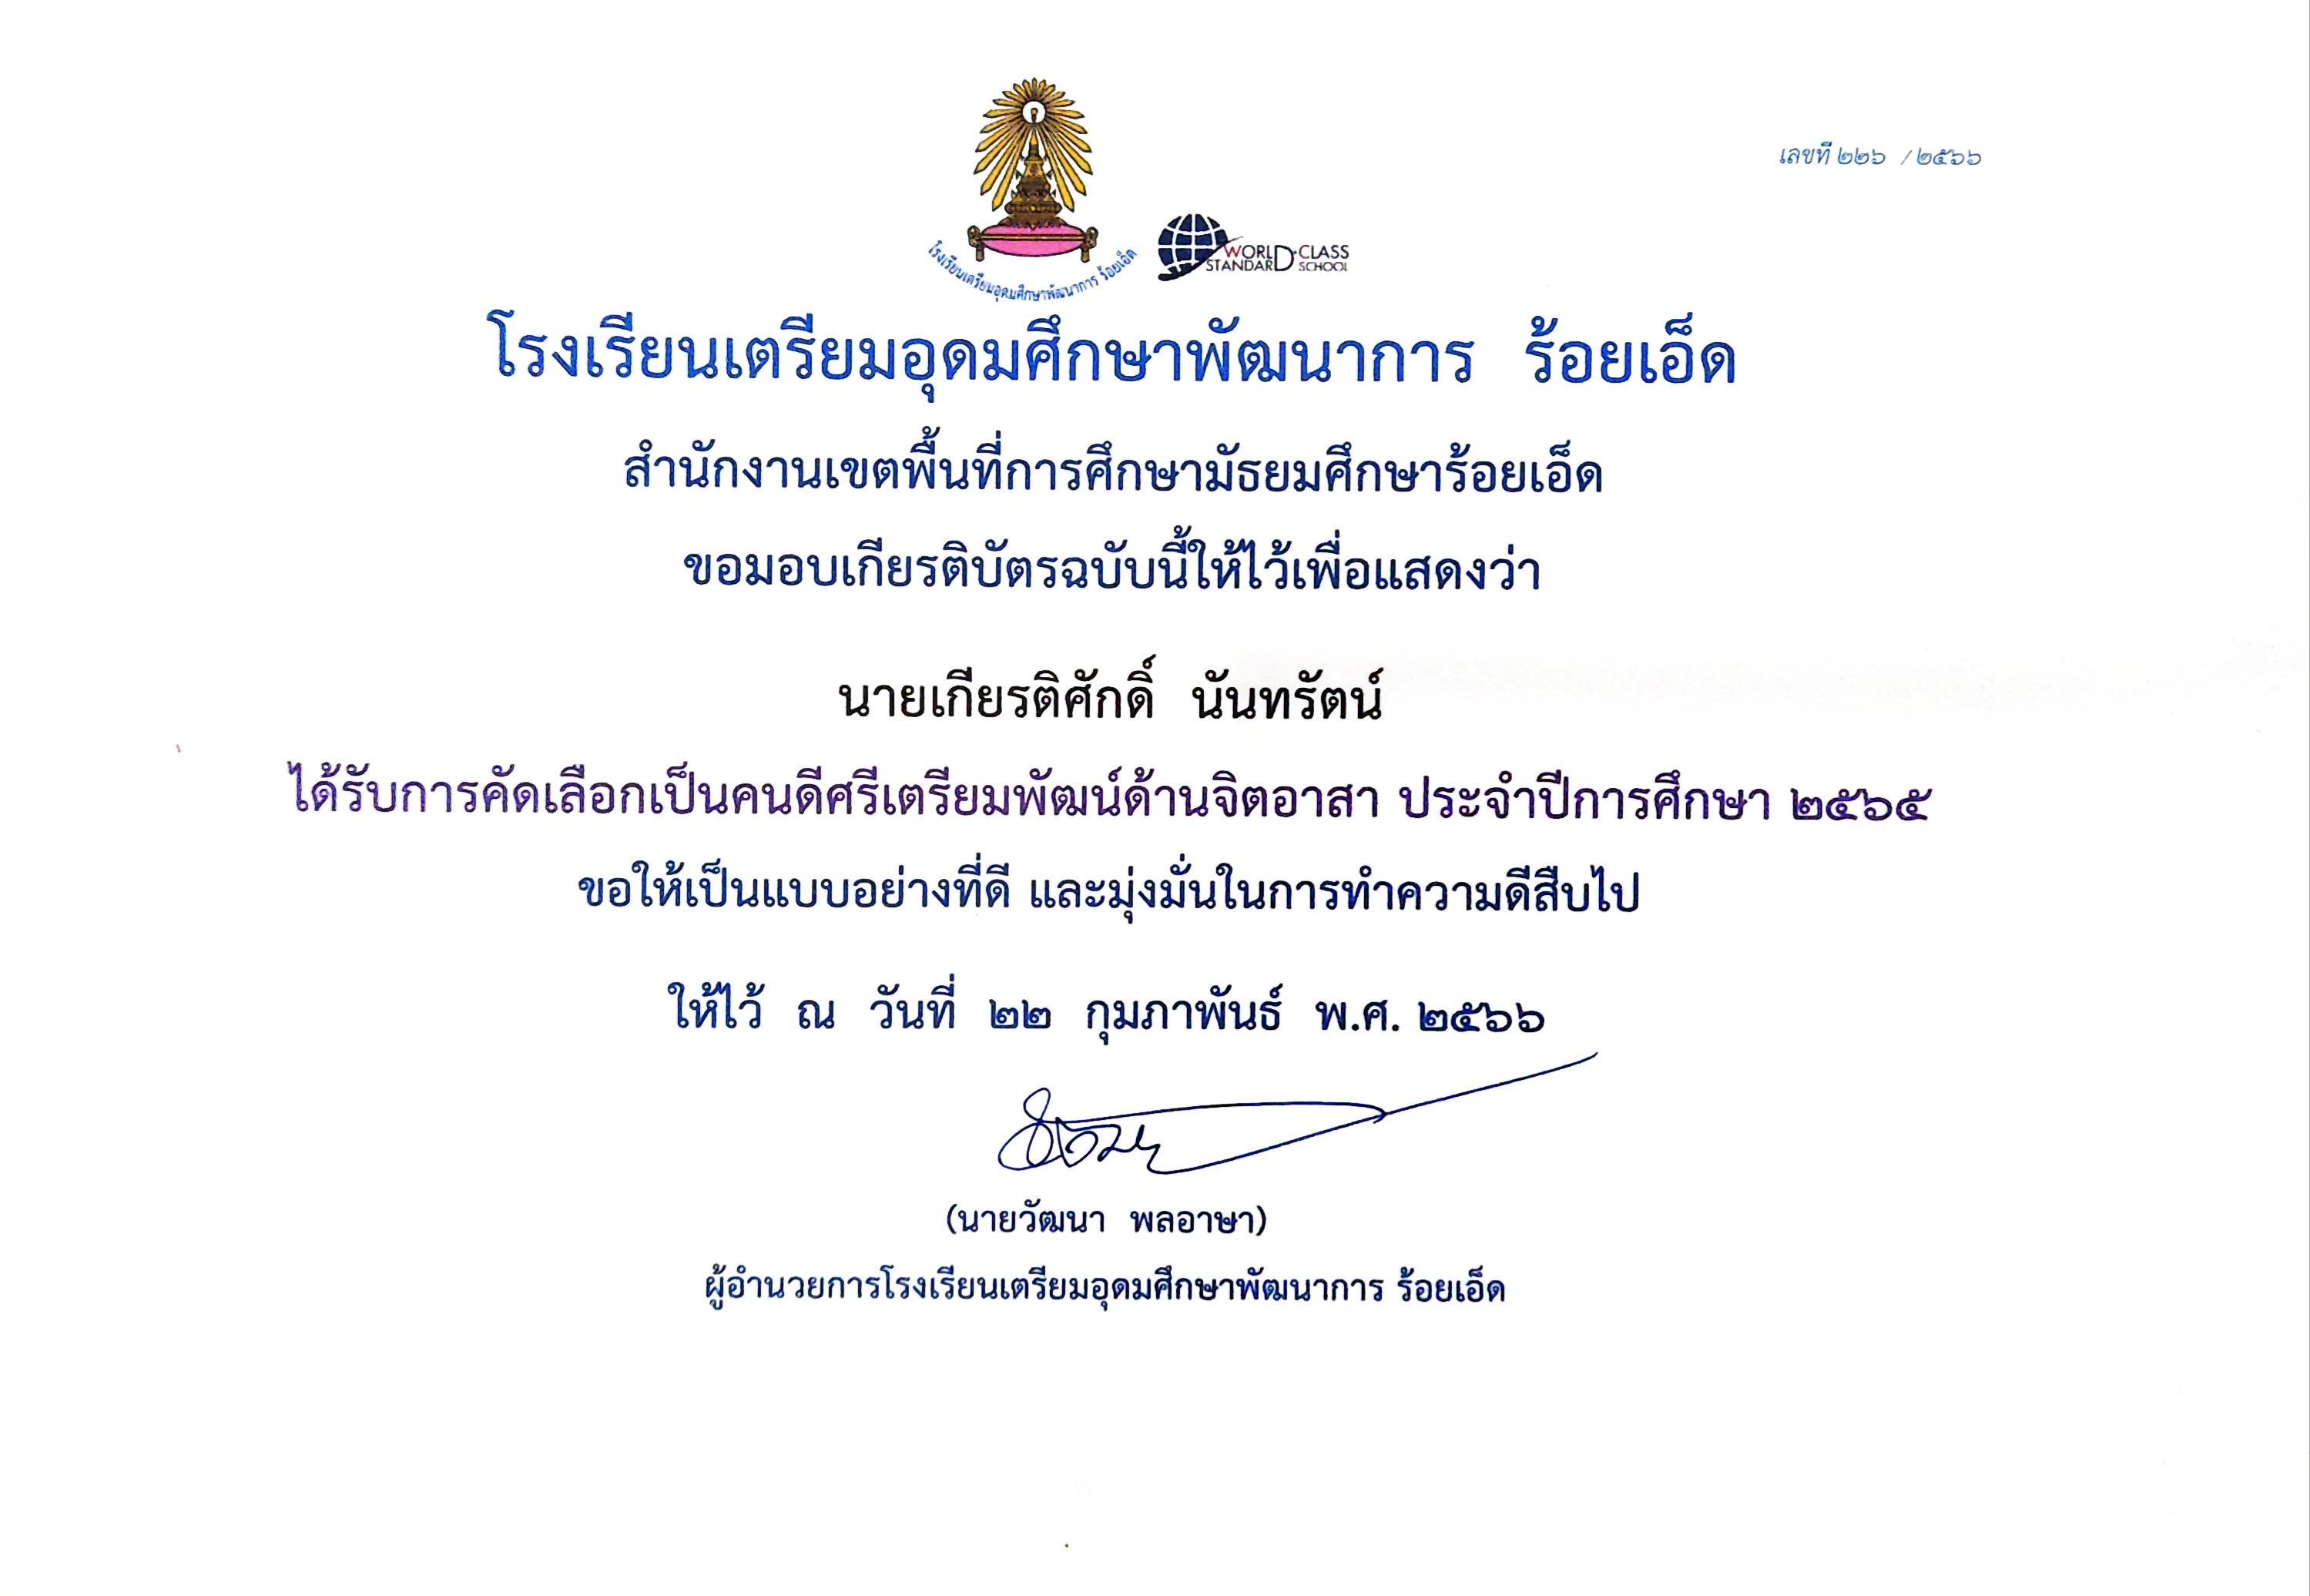 เลขที่ ๒๒๖ / ๒๕๖๖
โรงเรียนเตรียมอุดมศึกษาพัฒนาการ ร้อยเอ็ด
WORLD-CLASS
STANDARD SCHOOL
โรงเรียนเตรียมอุดมศึกษาพัฒนาการ ร้อยเอ็ด
สำนักงานเขตพื้นที่การศึกษามัธยมศึกษาร้อยเอ็ด
ขอมอบเกียรติบัตรฉบับนี้ให้ไว้เพื่อแสดงว่า
นายเกียรติศักดิ์ นันทรัตน์
ได้รับการคัดเลือกเป็นคนดีศรีเตรียมพัฒน์ด้านจิตอาสา ประจำปีการศึกษา ๒๕๖๕
ขอให้เป็นแบบอย่างที่ดี และมุ่งมั่นในการทำความดีสืบไป
ให้ไว้ ณ วันที่ ๒๒ กุมภาพันธ์ พ.ศ. ๒๕๖๖
(นายวัฒนา พลอาษา)
ผู้อำนวยการโรงเรียนเตรียมอุดมศึกษาพัฒนาการ ร้อยเอ็ด